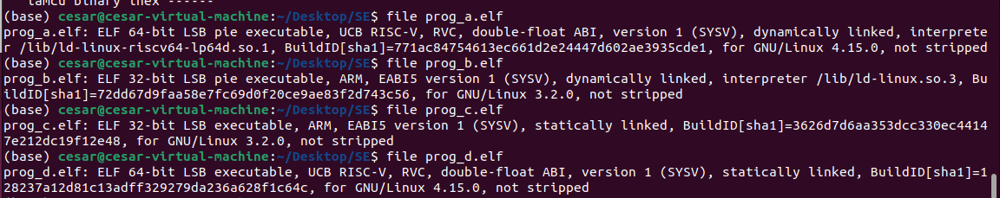 (base) cesar@cesar-virtual-machine:~/Desktop/SE$ file prog_a.elf
prog_a.elf: ELF 64-bit LSB pie executable, UCB RISC-V, RVC, double-float ABI, version 1 (SYSV), dynamically linked, interprete
r /lib/ld-linux-riscv64-lp64d.so.1, BuildID[sha1]=771ac84754613ec661d2e24447d602ae3935cde1, for GNU/Linux 4.15.0, not stripped
(base) cesar@cesar-virtual-machine:~/Desktop/SE$ file prog_b.elf
prog_b.elf: ELF 32-bit LSB pie executable, ARM, EABI5 version 1 (SYSV), dynamically linked, interpreter /lib/ld-linux.so.3, Bu
ildID[sha1]=72dd67d9faa58e7fc69d0f20ce9ae83f2d743c56, for GNU/Linux 3.2.0, not stripped
(base) cesar@cesar-virtual-machine:~/Desktop/SE$ file prog_c.elf
prog_c.elf: ELF 32-bit LSB executable, ARM, EABI5 version 1 (SYSV), statically linked, BuildID[sha1]=3626d7d6aa353dcc330ec4414
7e212dc19f12e48, for GNU/Linux 3.2.0, not stripped
(base) cesar@cesar-virtual-machine:~/Desktop/SE$ file prog_d.elf
prog_d.elf: ELF 64-bit LSB executable, UCB RISC-V, RVC, double-float ABI, version 1 (SYSV), statically linked, BuildID[sha1]=1
28237a12d81c13adff329279da236a628f1c64c, for GNU/Linux 4.15.0, not stripped